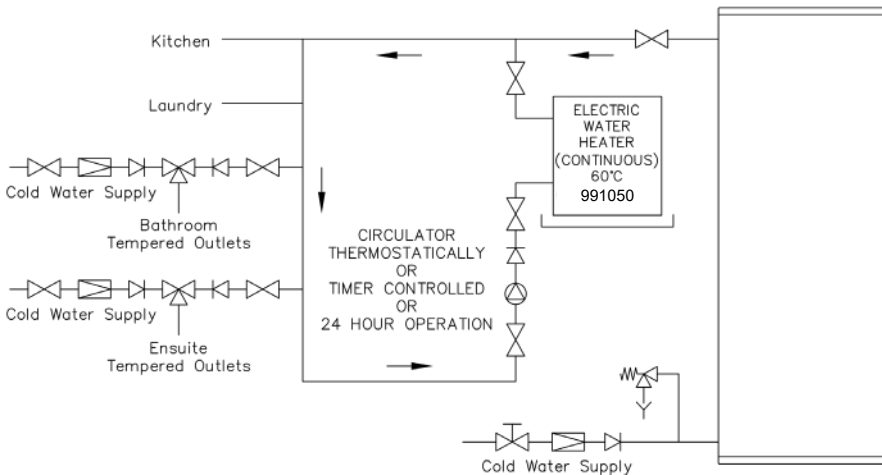 Kitchen
Laundry
Cold Water Supply
Bathroom
Tempered Outlets
Cold Water Supply
Ensuite
Tempered Outlets
CIRCULATOR
THERMOSTATICALLY
OR
TIMER CONTROLLED
OR
24 HOUR OPERATION
ELECTRIC
WATER
HEATER
(CONTINUOUS)
60°C
991050
Cold Water Supply